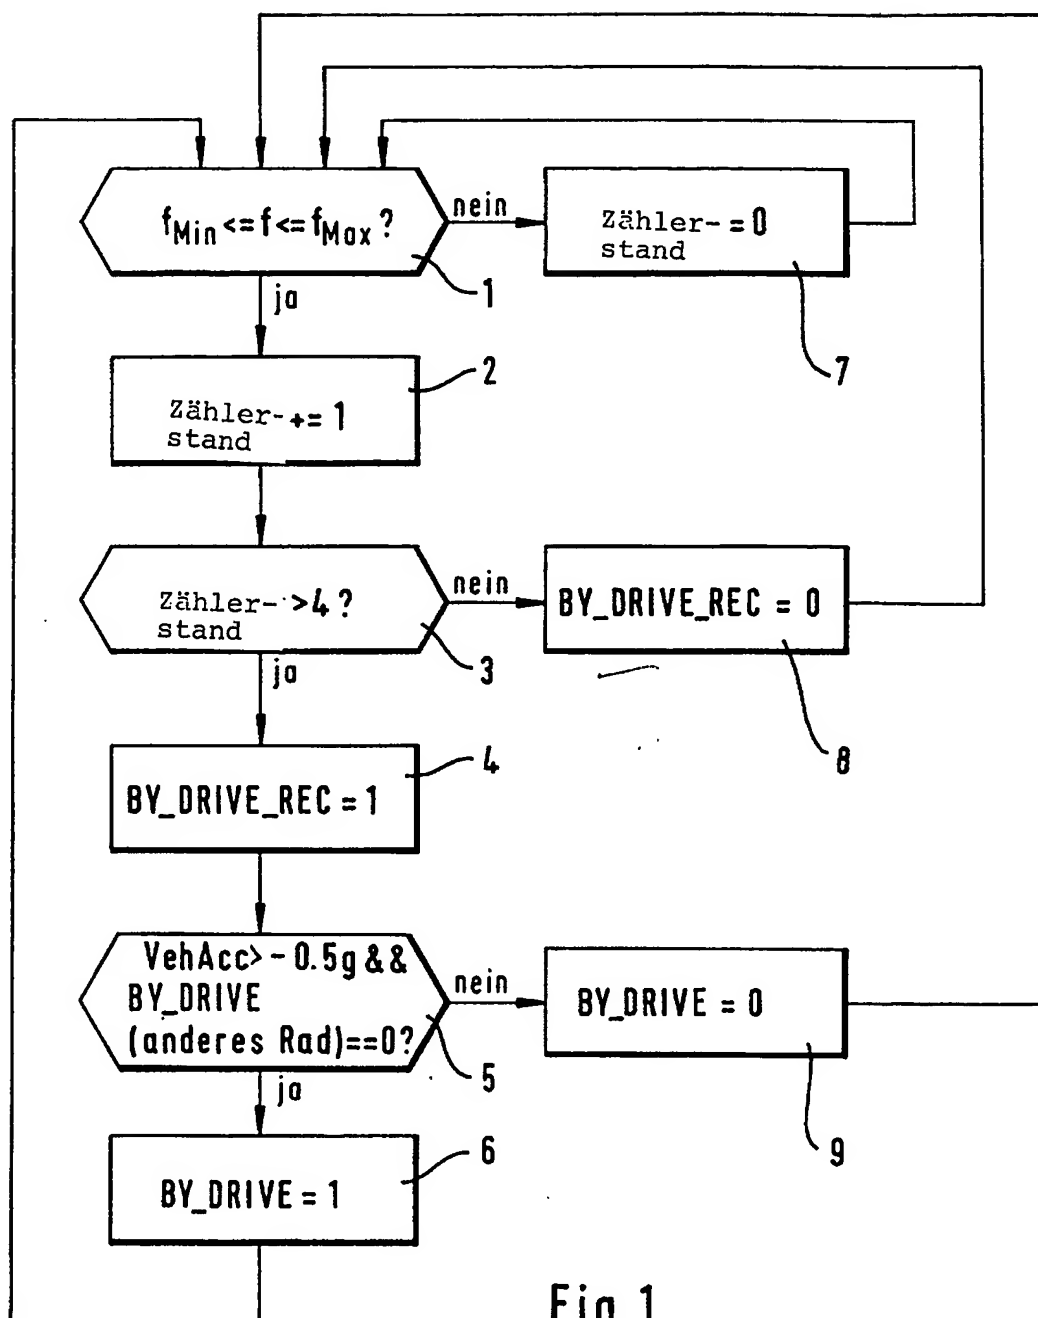 fMin <= f <= fMax ?
nein
Zähler- = 0
stand
1
ja
7
2
Zähler- += 1
stand
Zähler- >4 ?
stand
nein
BY_DRIVE_REC = 0
3
ja
8
4
BY_DRIVE_REC = 1
VehAcc> - 0.5g &&
BY_DRIVE
(anderes Rad)==0?
nein
BY_DRIVE = 0
5
ja
9
6
BY_DRIVE = 1
Fig 1